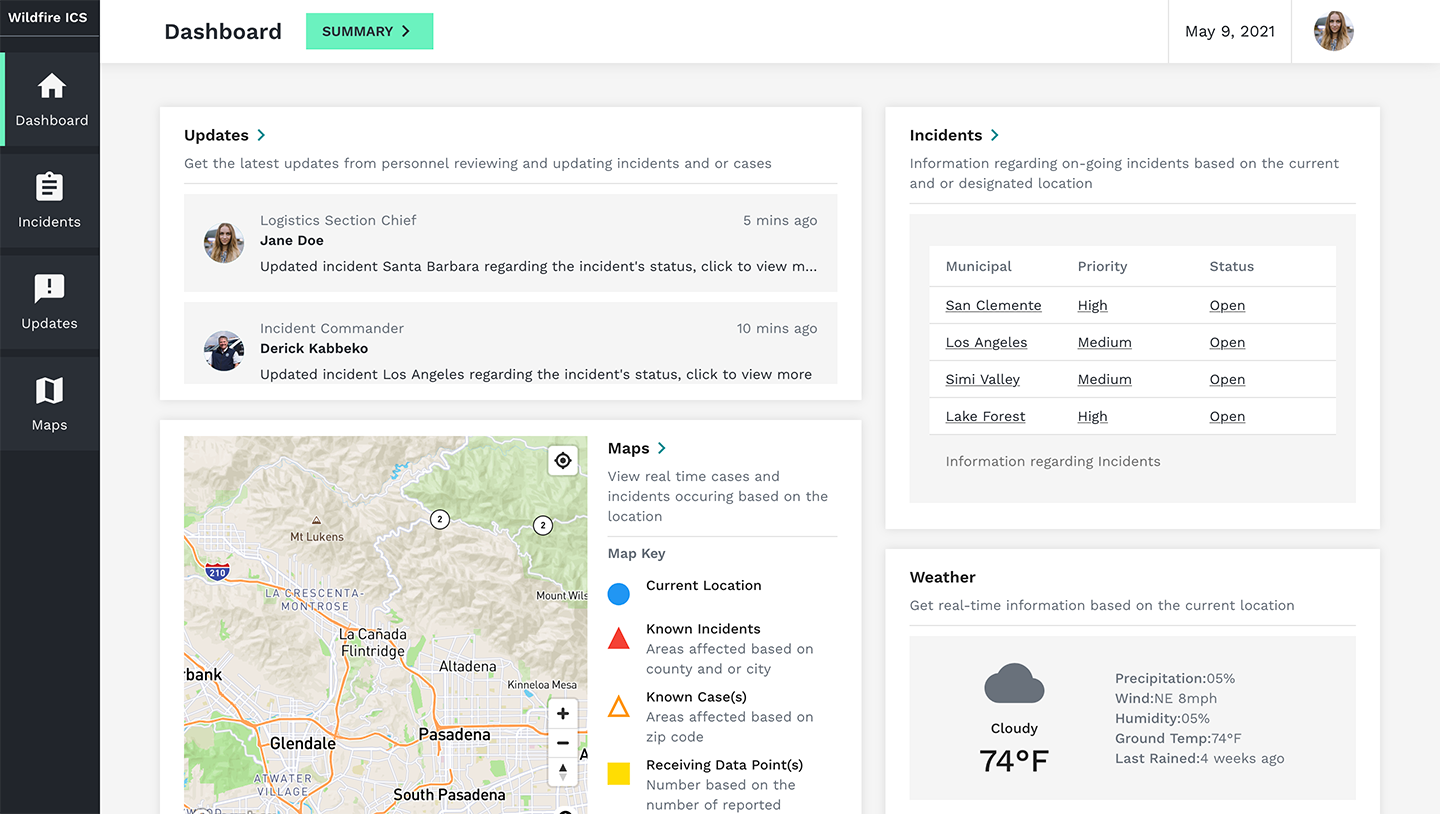 Wildfire ICS
Dashboard
Incidents
Updates
Maps
Dashboard
SUMMARY
May 9, 2021
Updates
Get the latest updates from personnel reviewing and updating incidents and or cases
Logistics Section Chief
5 mins ago
Jane Doe
Updated incident Santa Barbara regarding the incident's status, click to view m...
Incident Commander
10 mins ago
Derick Kabbeko
Updated incident Los Angeles regarding the incident's status, click to view more
Incidents
Information regarding on-going incidents based on the current
and or designated location
Municipal Priority Status
San Clemente High Open
Los Angeles Medium Open
Simi Valley Medium Open
Lake Forest High Open
Information regarding Incidents
2
2
Mt Lukens
210
LA CRESCENTA-
MONTROSE
Mount Wils
La Cañada
Flintridge
Altadena
rbank
Kinneloa Mesa
Pasadena
Glendale
A
ATWATER
VILLAGE
South Pasadena
Maps
View real time cases and
incidents occuring based on the
location
Map Key
Current Location
Known Incidents
Areas affected based on
county and or city
Known Case(s)
Areas affected based on
zip code
Receiving Data Point(s)
Number based on the
number of reported
Weather
Get real-time information based on the current location
Cloudy
74°F
Precipitation:05%
Wind:NE 8mph
Humidity:05%
Ground Temp:74°F
Last Rained:4 weeks ago